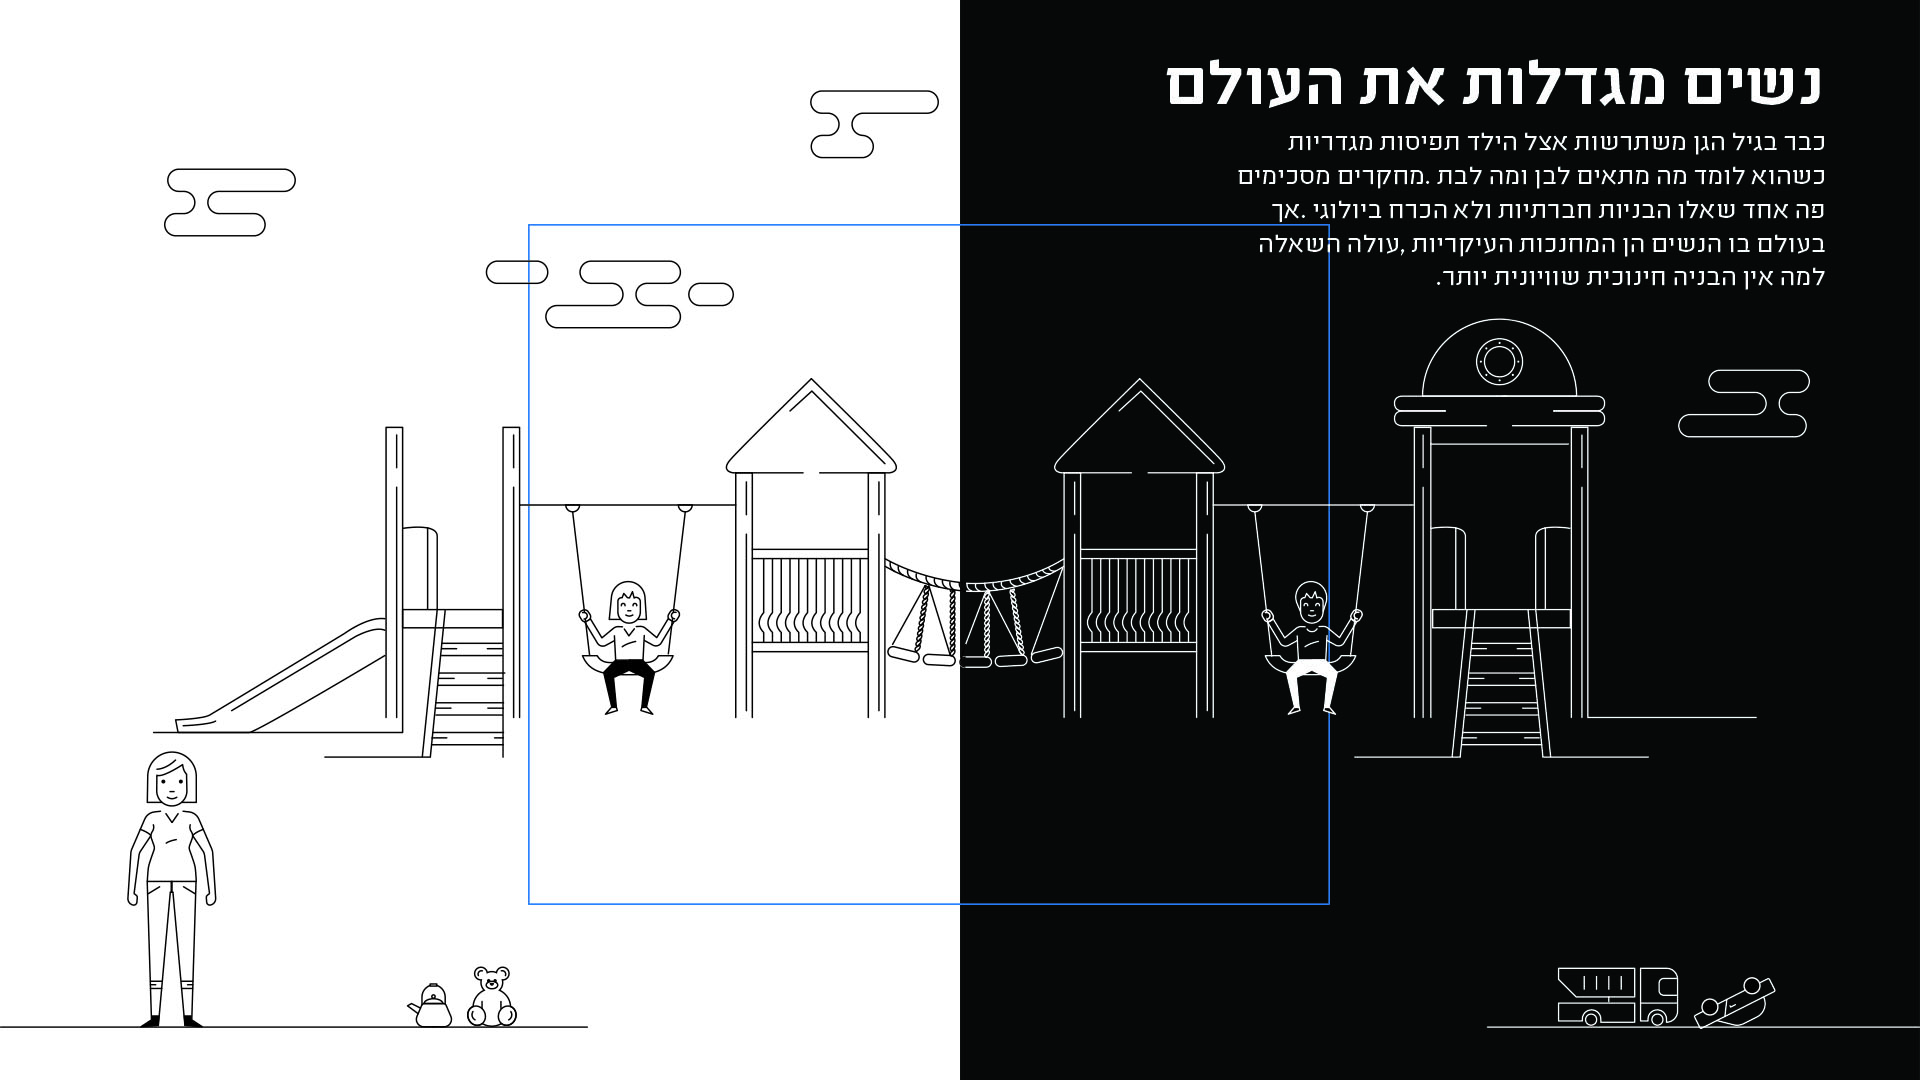 נשים מגדלות את העולם
כבר בגיל הגן משתרשות אצל הילד תפיסות מגדריות
כשהוא לומד מה מתאים לבן ומה לבת .מחקרים מסכימים
פה אחד שאלו הבניות חברתיות ולא הכרח ביולוגי .אך
בעולם בו הנשים הן המחנכות העיקריות ,עולה השאלה
למה אין הבניה חינוכית שוויונית יותר.